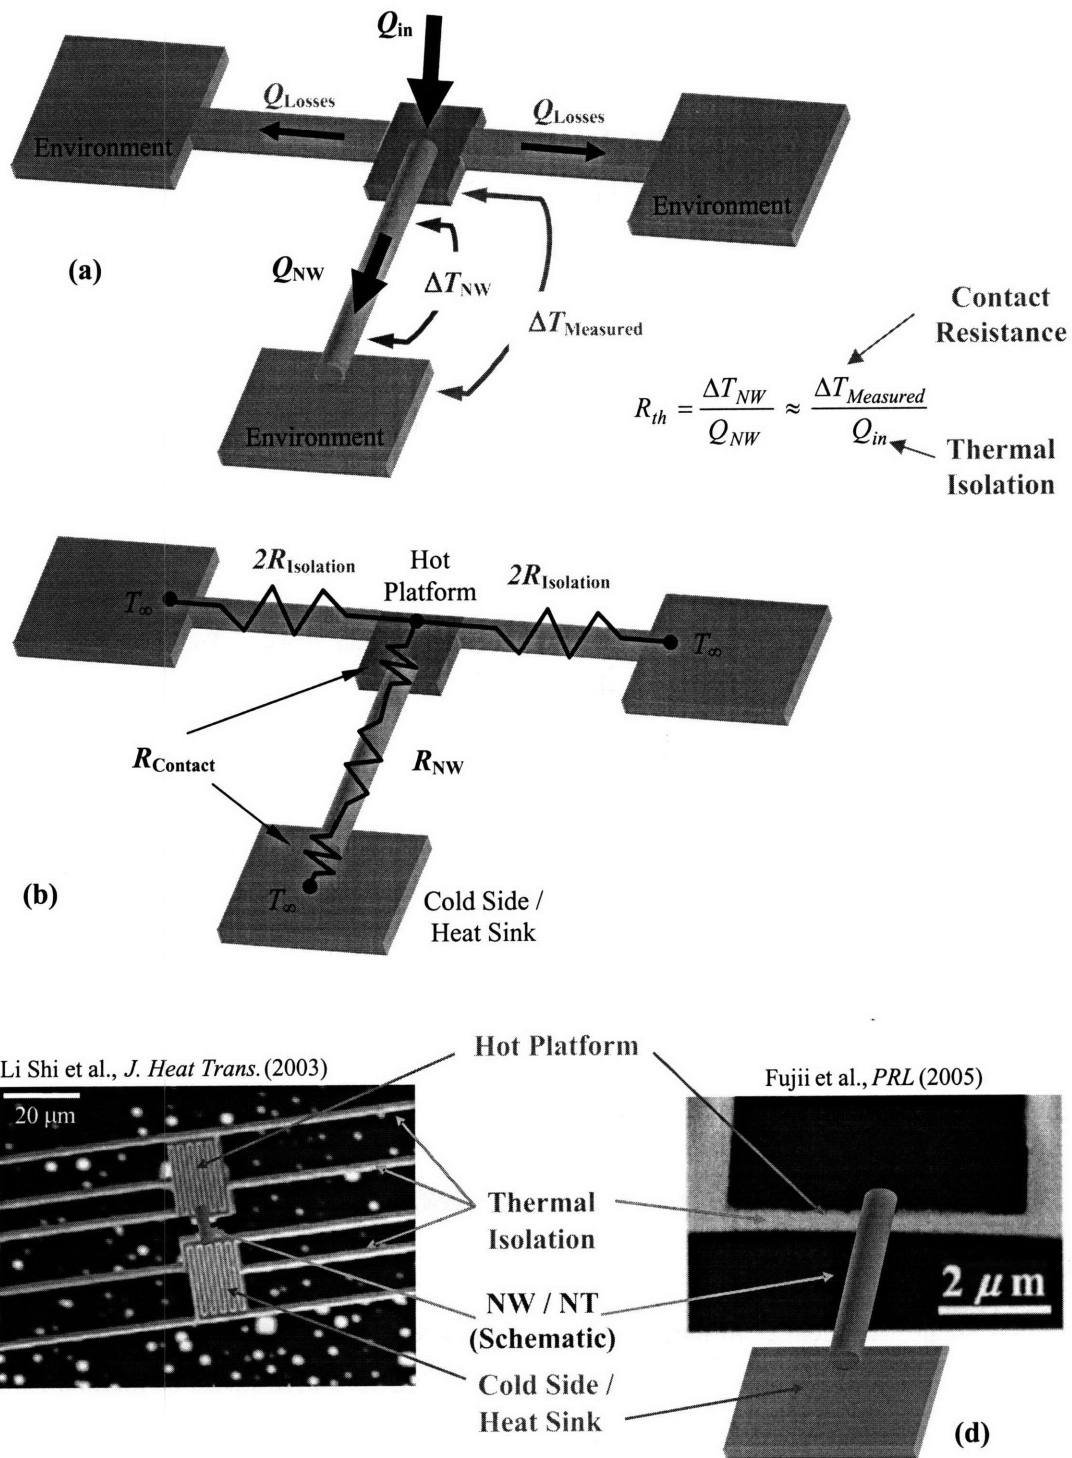 Q_in
Q_Losses
Q_Losses
Environment
Environment
(a)
Q_NW
ΔT_NW
ΔT_Measured
Environment
Contact
Resistance
R_th = ΔT_NW / Q_NW ≈ ΔT_Measured / Q_in
Thermal
Isolation
2R_Isolation
Hot
Platform
2R_Isolation
T_∞
T_∞
R_Contact
R_NW
(b)
T_∞
Cold Side /
Heat Sink
Hot Platform
Li Shi et al., J. Heat Trans. (2003)
Fujii et al., PRL (2005)
20 μm
Thermal
Isolation
NW / NT
(Schematic)
2 μm
Cold Side /
Heat Sink
(d)